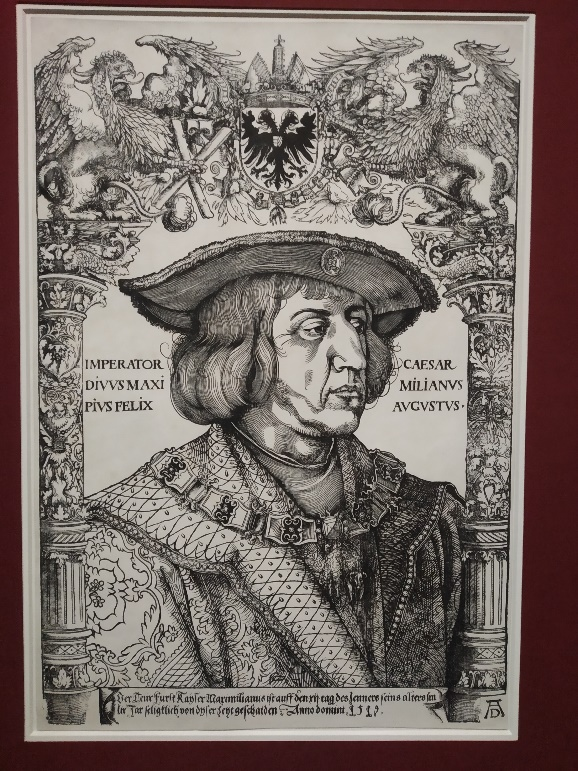 IMPERATOR CAESAR
DIVVS MAXI MILIANVS
PIVS FELIX AVGVSTVS.
Der Teur Furst Kayser Maximilianus ist auff den xij tag des Jenners seins alters im
lix Jar seligklich von dyser zeyt geschaiden Anno domini 1519.
AD